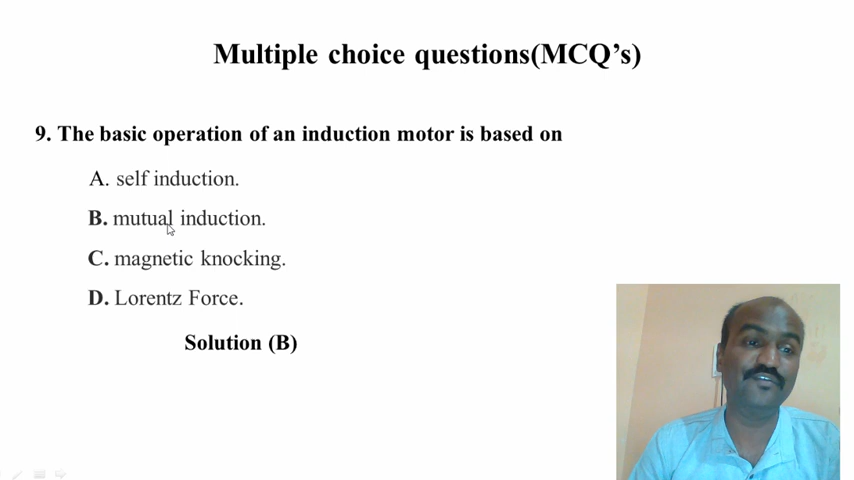 Multiple choice questions(MCQ’s)
9. The basic operation of an induction motor is based on
A. self induction.
B. mutual induction.
C. magnetic knocking.
D. Lorentz Force.
Solution (B)